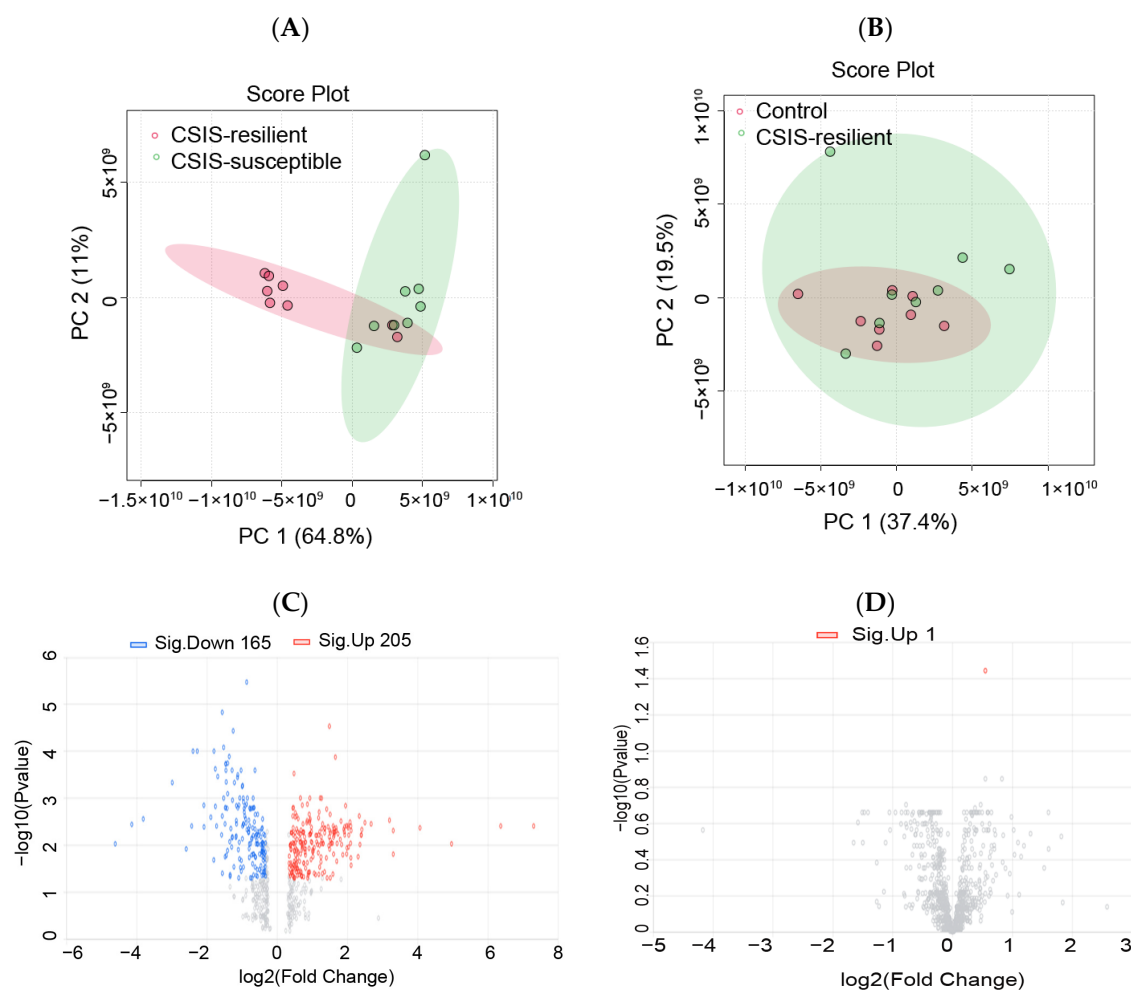 (A)
Score Plot
CSIS-resilient
CSIS-susceptible
PC 2 (11%)
5×10⁹
0
−5×10⁹
−1.5×10¹⁰ −1×10¹⁰ −5×10⁹ 0 5×10⁹ 1×10¹⁰
PC 1 (64.8%)
(B)
Score Plot
Control
CSIS-resilient
PC 2 (19.5%)
1×10¹⁰
5×10⁹
0
−5×10⁹
−1×10¹⁰ −5×10⁹ 0 5×10⁹ 1×10¹⁰
PC 1 (37.4%)
(C)
Sig.Down 165 Sig.Up 205
−log10(Pvalue)
6
5
4
3
2
1
0
−6 −4 −2 0 2 4 6 8
log2(Fold Change)
(D)
Sig.Up 1
−log10(Pvalue)
1.6
1.4
1.2
1.0
0.8
0.6
0.4
0.2
0
−5 −4 −2 −1 0 1 2 3
log2(Fold Change)